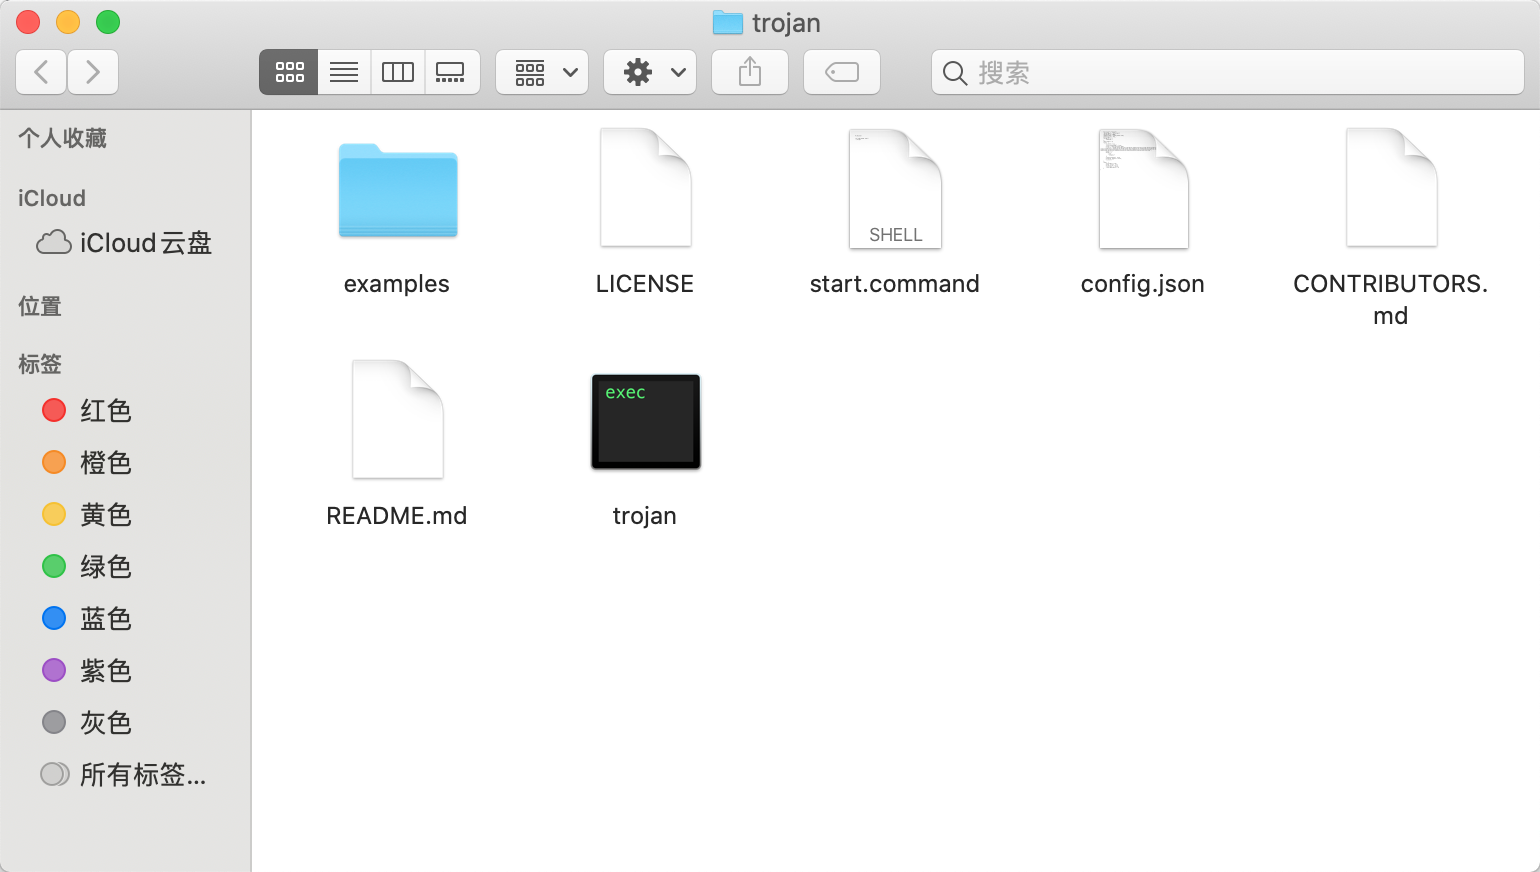 trojan
搜索
个人收藏
iCloud
iCloud云盘
位置
标签
红色
橙色
黄色
绿色
蓝色
紫色
灰色
所有标签...
SHELL
examples
LICENSE
start.command
config.json
CONTRIBUTORS.
md
exec
README.md
trojan